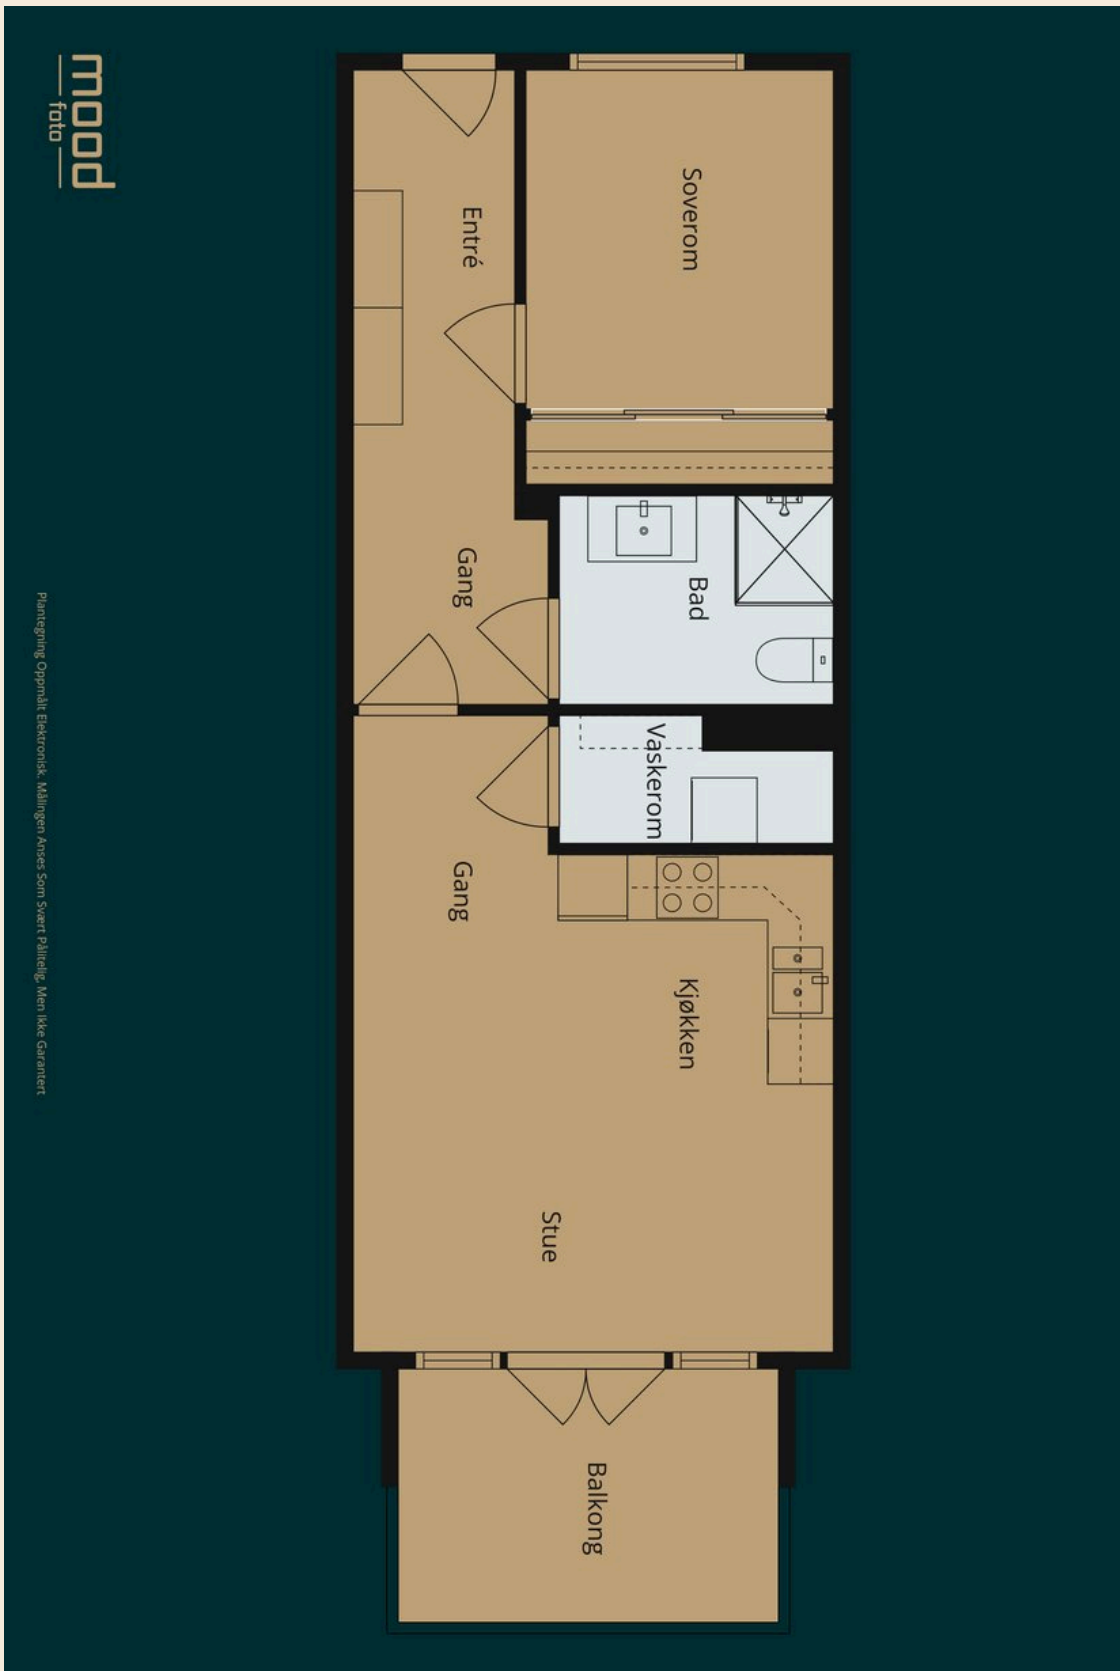 mood
foto
Soverom
Entré
Gang
Bad
Vaskerom
Gang
Kjøkken
Stue
Balkong
Plantegning Oppmålt Elektronisk. Målingen Anses Som Svært Pålitelig, Men Ikke Garantert